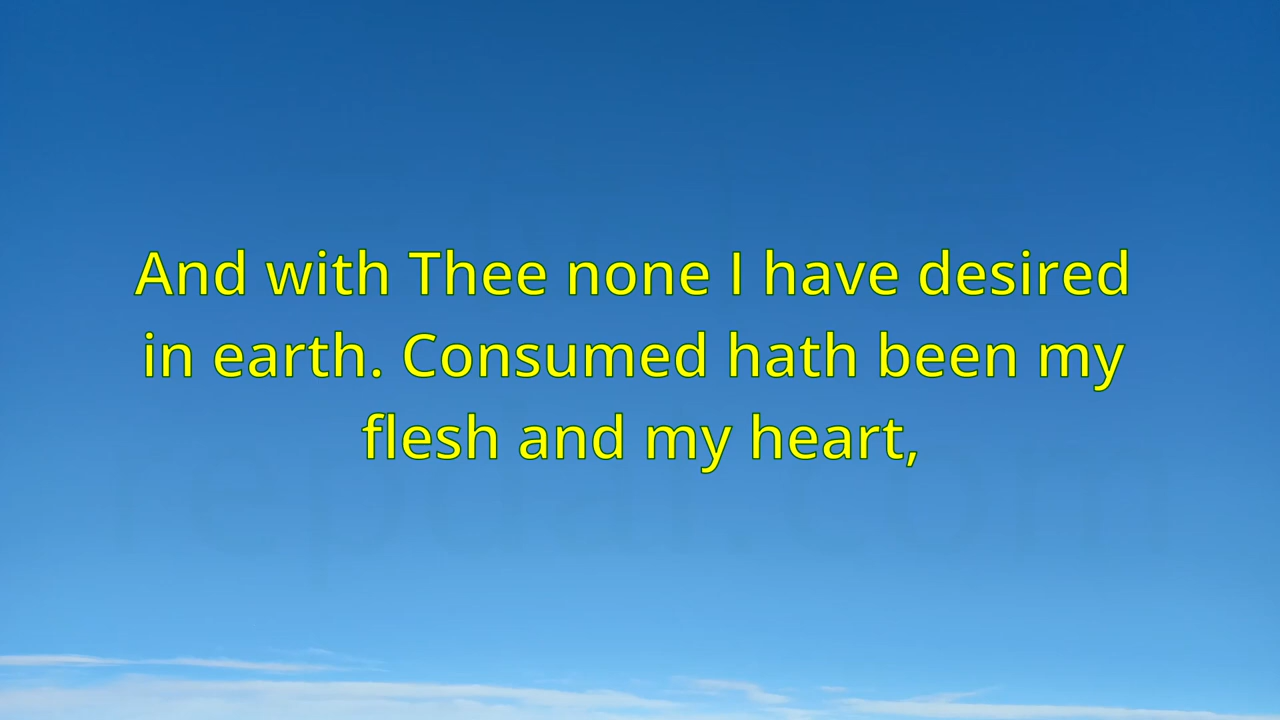 And with Thee none I have desired
in earth. Consumed hath been my
flesh and my heart,